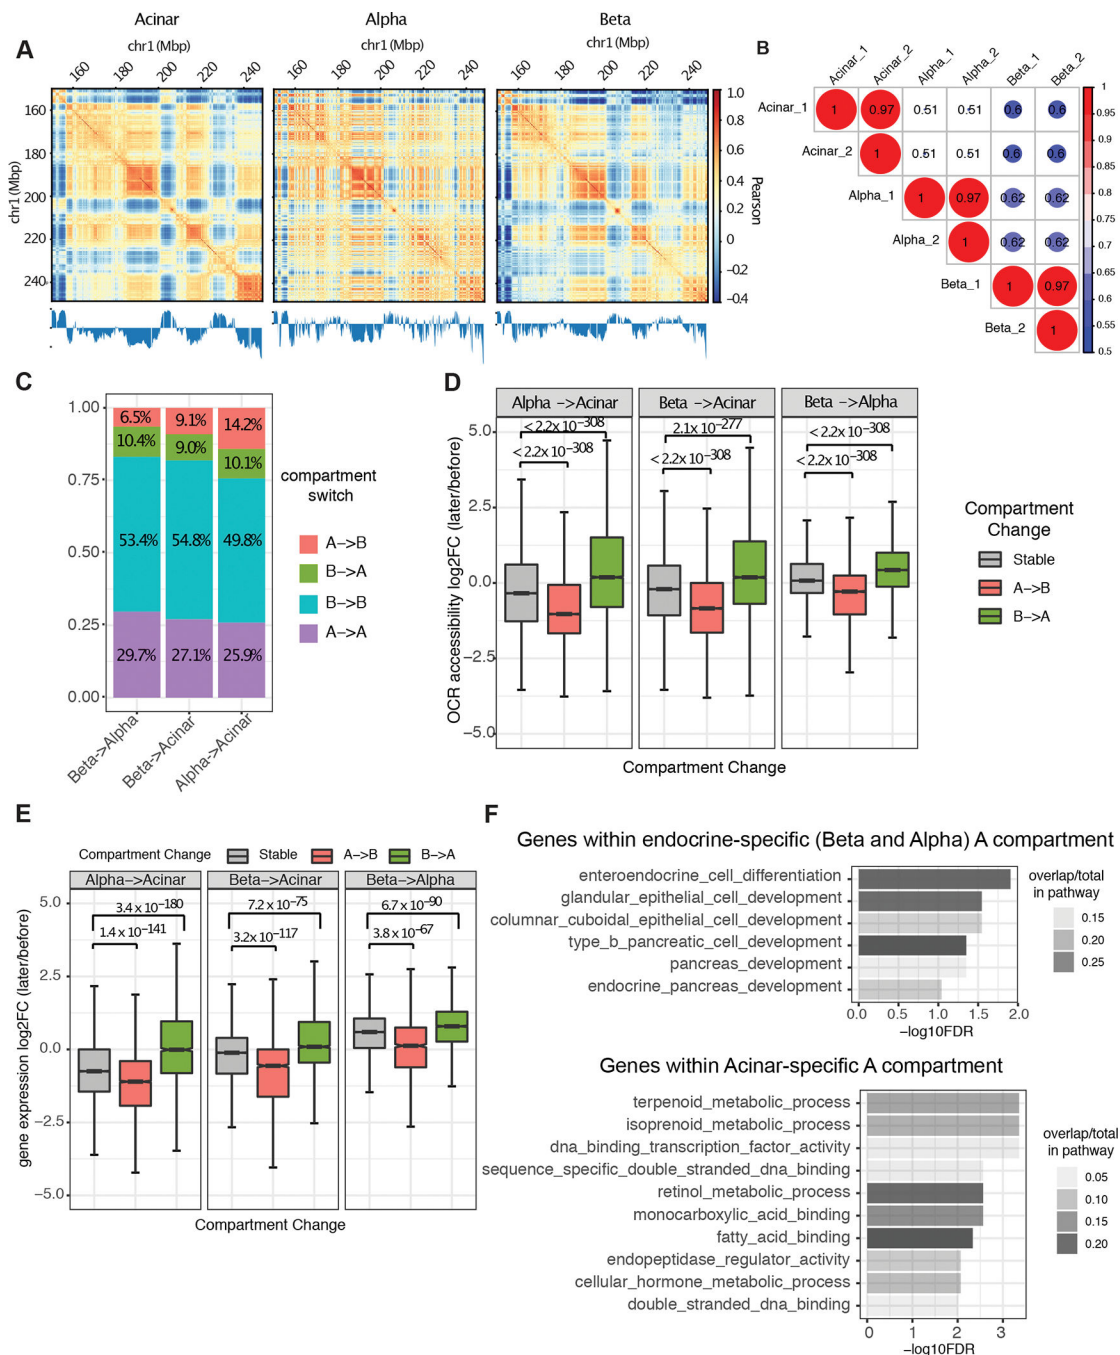 A
Acinar
Alpha
Beta
chr1 (Mbp)
chr1 (Mbp)
chr1 (Mbp)
160 180 200 220 240
160 180 200 220 240
160 180 200 220 240
chr1 (Mbp)
160
180
200
220
240
1.0
0.8
0.6
0.4
0.2
0
−0.2
−0.4
Pearson
B
Acinar_1 Acinar_2 Alpha_1 Alpha_2 Beta_1 Beta_2
Acinar_1 1 0.97 0.51 0.51 0.6 0.6
Acinar_2 1 0.51 0.51 0.6 0.6
Alpha_1 1 0.97 0.62 0.62
Alpha_2 1 0.62 0.62
Beta_1 1 0.97
Beta_2 1
1
0.95
0.9
0.85
0.8
0.75
0.7
0.65
0.6
0.55
0.5
C
1.00
0.75
0.50
0.25
0.00
6.5% 9.1% 14.2%
10.4% 9.0% 10.1%
53.4% 54.8% 49.8%
29.7% 27.1% 25.9%
Beta->Alpha
Beta->Acinar
Alpha->Acinar
compartment
switch
A->B
B->A
B->B
A->A
D
Alpha ->Acinar
Beta ->Acinar
Beta ->Alpha
< 2.2x 10−308
< 2.2x 10−308
2.1x 10−277
< 2.2x 10−308
< 2.2x 10−308
< 2.2x 10−308
OCR accessibility log2FC (later/before)
5.0
2.5
0.0
−2.5
−5.0
Compartment Change
Compartment
Change
Stable
A->B
B->A
E
Compartment Change Stable A->B B->A
Alpha->Acinar
Beta->Acinar
Beta->Alpha
3.4 x 10−180
1.4 x 10−141
7.2 x 10−75
3.2x 10−117
6.7 x 10−90
3.8 x 10−67
gene expression log2FC (later/before)
5.0
2.5
0.0
−2.5
−5.0
Compartment Change
F
Genes within endocrine-specific (Beta and Alpha) A compartment
enteroendocrine_cell_differentiation
glandular_epithelial_cell_development
columnar_cuboidal_epithelial_cell_development
type_b_pancreatic_cell_development
pancreas_development
endocrine_pancreas_development
0.0 0.5 1.0 1.5 2.0
−log10FDR
overlap/total
in pathway
0.15
0.20
0.25
Genes within Acinar-specific A compartment
terpenoid_metabolic_process
isoprenoid_metabolic_process
dna_binding_transcription_factor_activity
sequence_specific_double_stranded_dna_binding
retinol_metabolic_process
monocarboxylic_acid_binding
fatty_acid_binding
endopeptidase_regulator_activity
cellular_hormone_metabolic_process
double_stranded_dna_binding
0 1 2 3
−log10FDR
overlap/total
in pathway
0.05
0.10
0.15
0.20